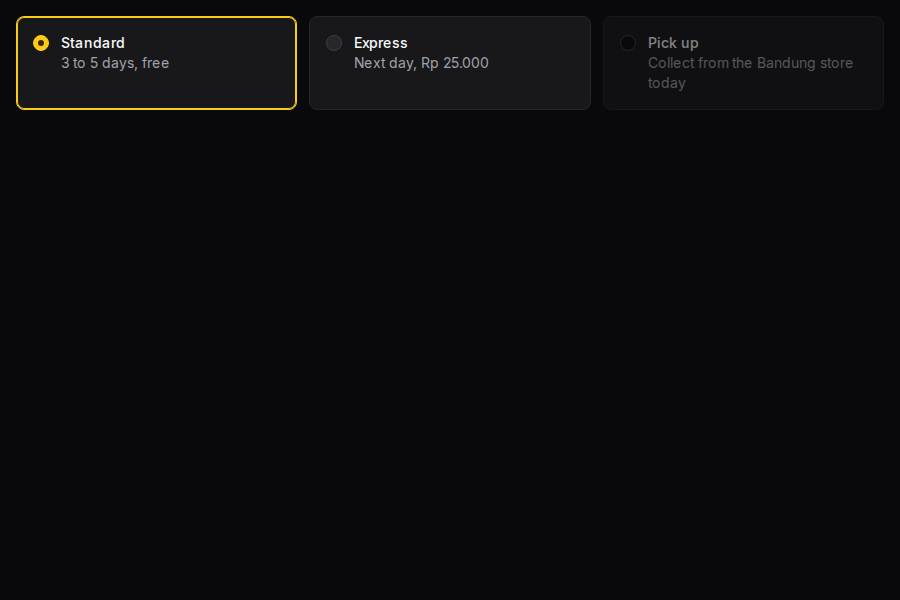 Standard
3 to 5 days, free
Express
Next day, Rp 25.000
Pick up
Collect from the Bandung store
today